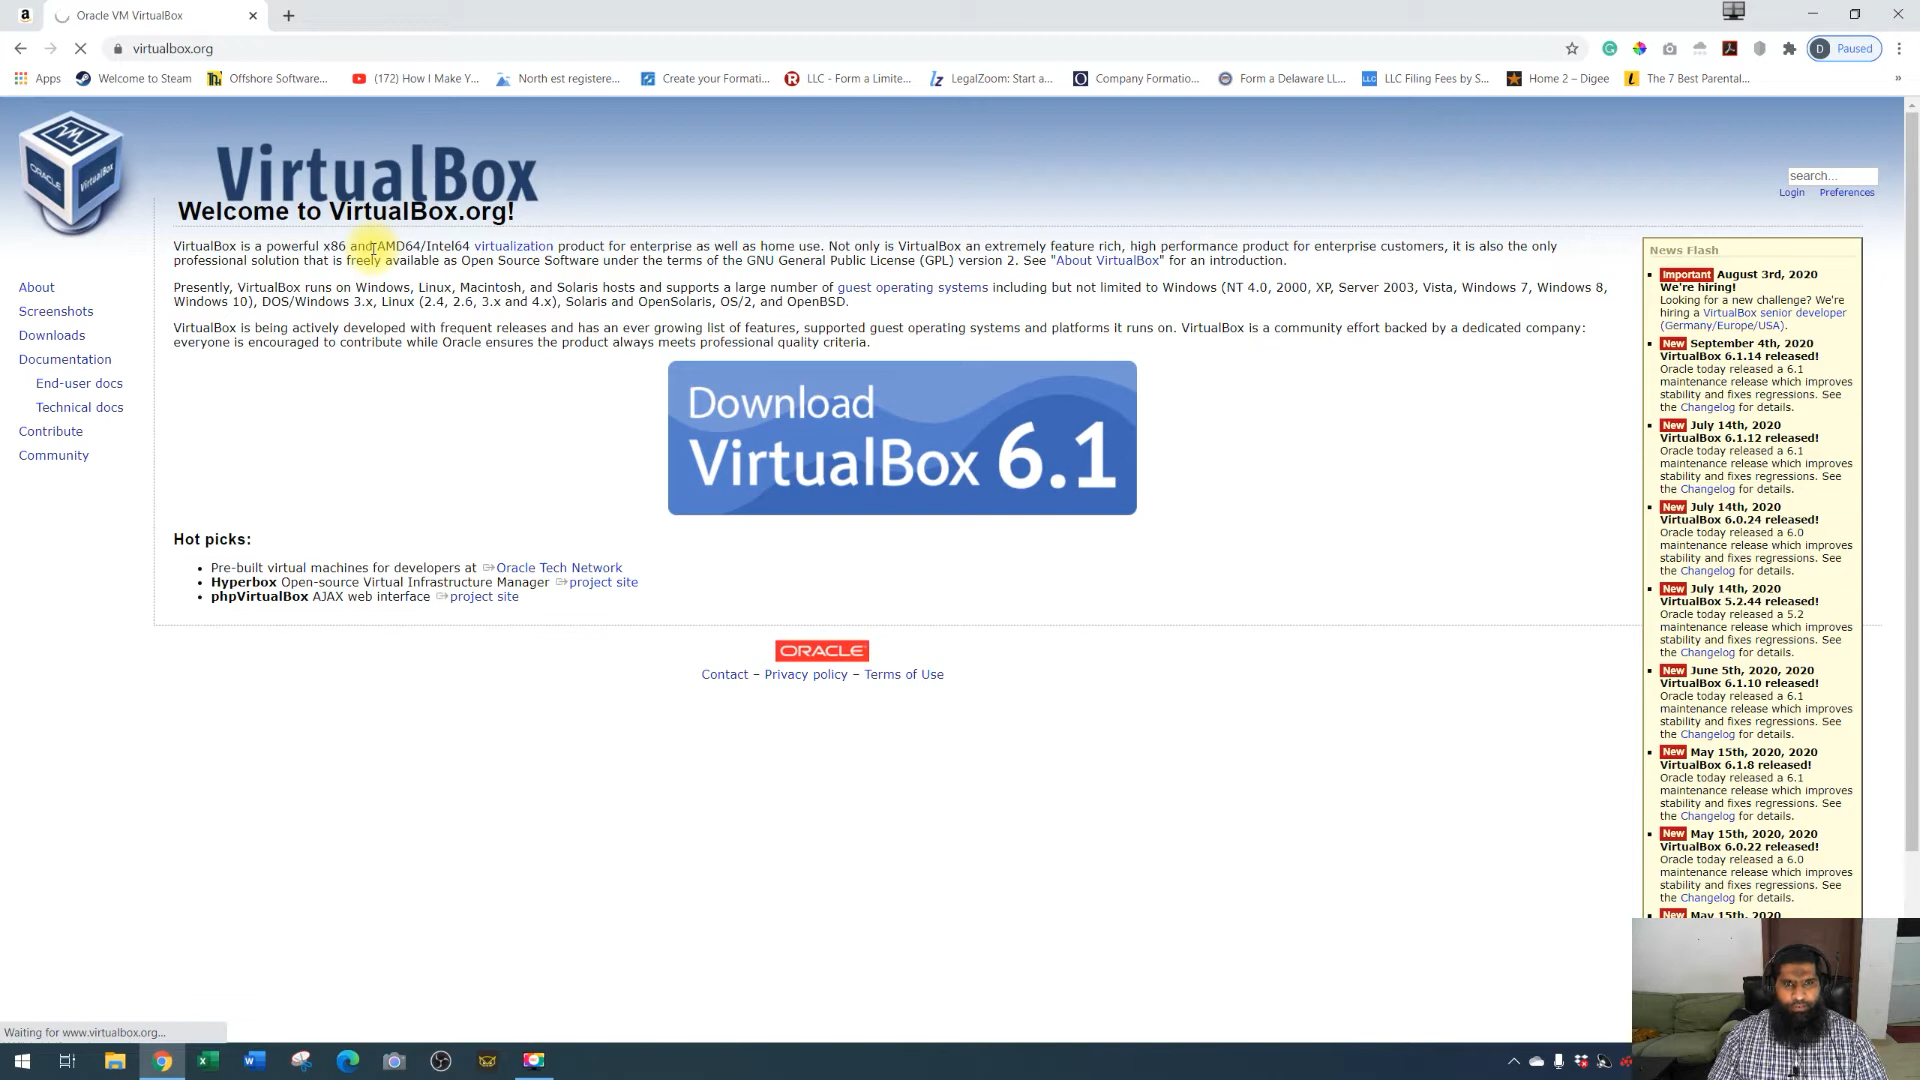 Oracle VM VirtualBox
virtualbox.org
Paused
D
Apps
Welcome to Steam
Offshore Software...
(172) How I Make Y...
North est registere...
Create your Formati...
LLC - Form a Limite...
LegalZoom: Start a...
Company Formatio...
Form a Delaware LL...
LLC Filing Fees by S...
Home 2 – Digee
The 7 Best Parental...
ORACLE
VirtualBox
VirtualBox
search...
Login
Preferences
Welcome to VirtualBox.org!
VirtualBox is a powerful x86 and AMD64/Intel64 virtualization product for enterprise as well as home use. Not only is VirtualBox an extremely feature rich, high performance product for enterprise customers, it is also the only
professional solution that is freely available as Open Source Software under the terms of the GNU General Public License (GPL) version 2. See "About VirtualBox" for an introduction.
Presently, VirtualBox runs on Windows, Linux, Macintosh, and Solaris hosts and supports a large number of guest operating systems including but not limited to Windows (NT 4.0, 2000, XP, Server 2003, Vista, Windows 7, Windows 8,
Windows 10), DOS/Windows 3.x, Linux (2.4, 2.6, 3.x and 4.x), Solaris and OpenSolaris, OS/2, and OpenBSD.
VirtualBox is being actively developed with frequent releases and has an ever growing list of features, supported guest operating systems and platforms it runs on. VirtualBox is a community effort backed by a dedicated company:
everyone is encouraged to contribute while Oracle ensures the product always meets professional quality criteria.
About
Screenshots
Downloads
Documentation
End-user docs
Technical docs
Contribute
Community
Download
VirtualBox 6.1
Hot picks:
Pre-built virtual machines for developers at Oracle Tech Network
Hyperbox Open-source Virtual Infrastructure Manager project site
phpVirtualBox AJAX web interface project site
ORACLE
Contact – Privacy policy – Terms of Use
News Flash
Important August 3rd, 2020
We're hiring!
Looking for a new challenge? We're
hiring a VirtualBox senior developer
(Germany/Europe/USA).
New September 4th, 2020
VirtualBox 6.1.14 released!
Oracle today released a 6.1
maintenance release which improves
stability and fixes regressions. See
the Changelog for details.
New July 14th, 2020
VirtualBox 6.1.12 released!
Oracle today released a 6.1
maintenance release which improves
stability and fixes regressions. See
the Changelog for details.
New July 14th, 2020
VirtualBox 6.0.24 released!
Oracle today released a 6.0
maintenance release which improves
stability and fixes regressions. See
the Changelog for details.
New July 14th, 2020
VirtualBox 5.2.44 released!
Oracle today released a 5.2
maintenance release which improves
stability and fixes regressions. See
the Changelog for details.
New June 5th, 2020, 2020
VirtualBox 6.1.10 released!
Oracle today released a 6.1
maintenance release which improves
stability and fixes regressions. See
the Changelog for details.
New May 15th, 2020, 2020
VirtualBox 6.1.8 released!
Oracle today released a 6.1
maintenance release which improves
stability and fixes regressions. See
the Changelog for details.
New May 15th, 2020, 2020
VirtualBox 6.0.22 released!
Oracle today released a 6.0
maintenance release which improves
stability and fixes regressions. See
the Changelog for details.
New May 15th, 2020
Waiting for www.virtualbox.org...